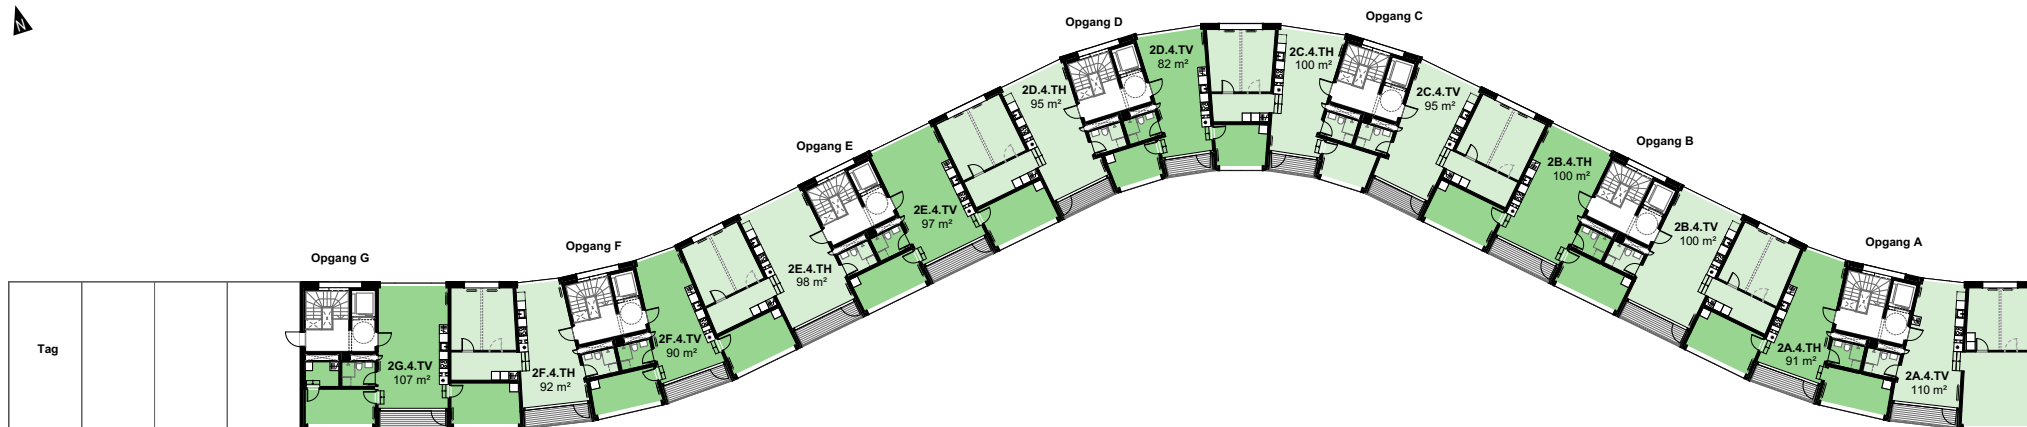 N
Opgang D
Opgang C
2D.4.TV
82 m²
2C.4.TH
100 m²
2D.4.TH
95 m²
2C.4.TV
95 m²
Opgang E
Opgang B
2B.4.TH
100 m²
2E.4.TV
97 m²
2B.4.TV
100 m²
Opgang G
Opgang F
Opgang A
2E.4.TH
98 m²
Tag
2G.4.TV
107 m²
2F.4.TH
92 m²
2F.4.TV
90 m²
2A.4.TH
91 m²
2A.4.TV
110 m²